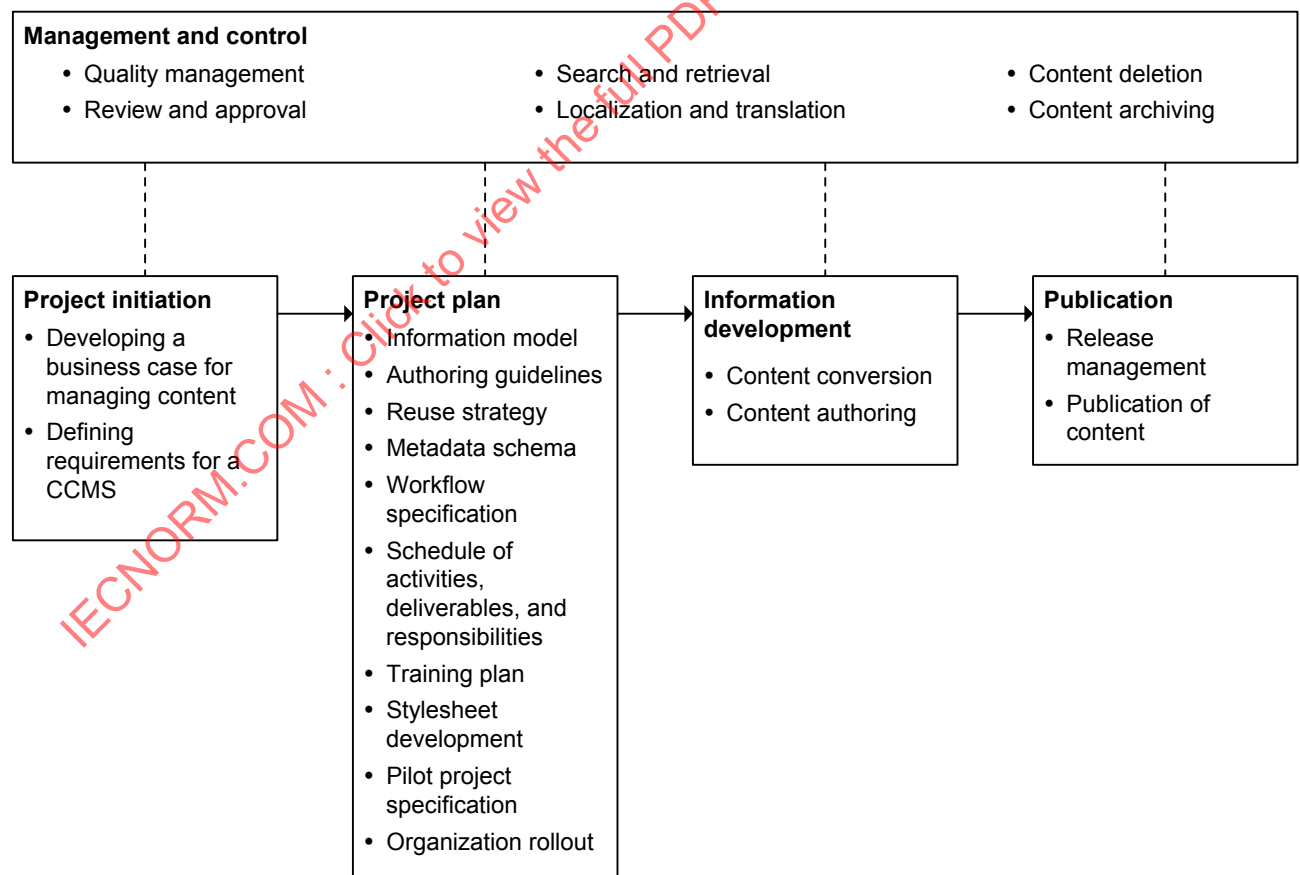 Management and control
• Quality management
• Review and approval
• Search and retrieval
• Localization and translation
• Content deletion
• Content archiving
Project initiation
• Developing a
business case for
managing content
• Defining
requirements for a
CCMS
Project plan
• Information model
• Authoring guidelines
• Reuse strategy
• Metadata schema
• Workflow
specification
• Schedule of
activities,
deliverables, and
responsibilities
• Training plan
• Stylesheet
development
• Pilot project
specification
• Organization rollout
Information
development
• Content conversion
• Content authoring
Publication
• Release
management
• Publication of
content
IECNORM.COM : Click to view the full PDF